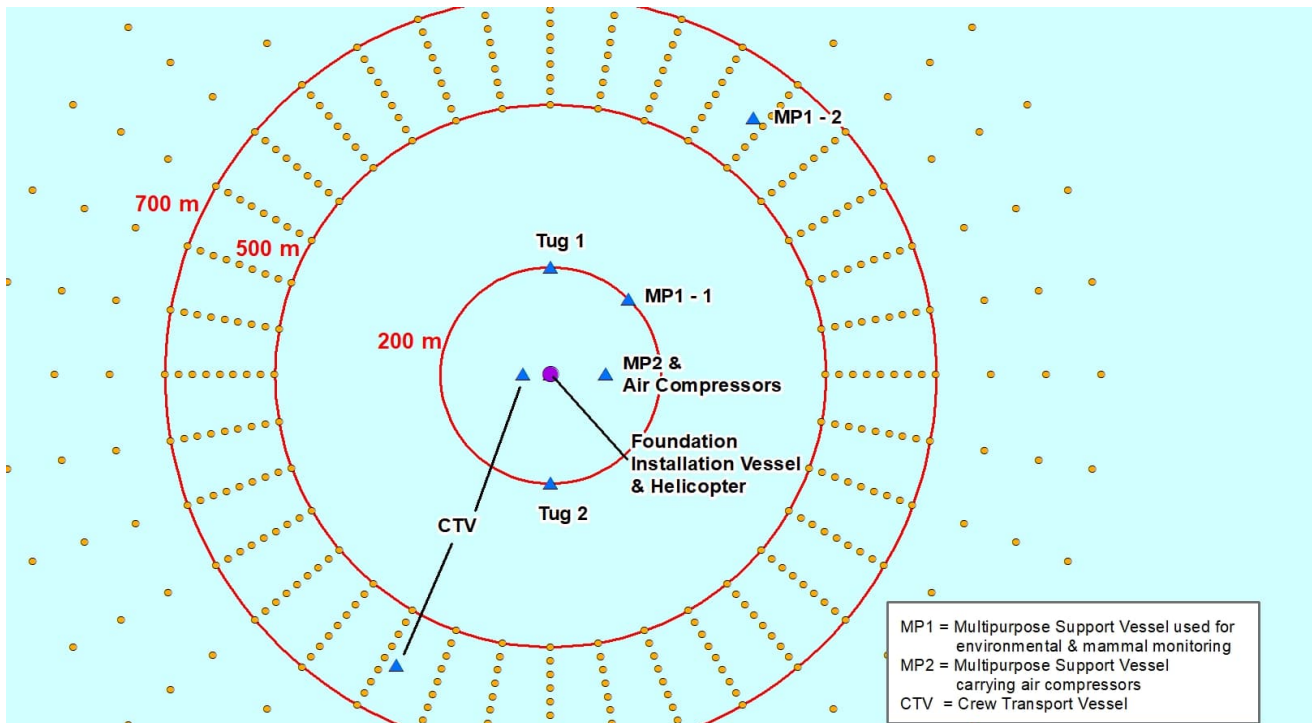 MP1 - 2
700 m
500 m
Tug 1
MP1 - 1
200 m
MP2 &
Air Compressors
Foundation
Installation Vessel
& Helicopter
CTV
Tug 2
MP1 = Multipurpose Support Vessel used for
environmental & mammal monitoring
MP2 = Multipurpose Support Vessel
carrying air compressors
CTV = Crew Transport Vessel